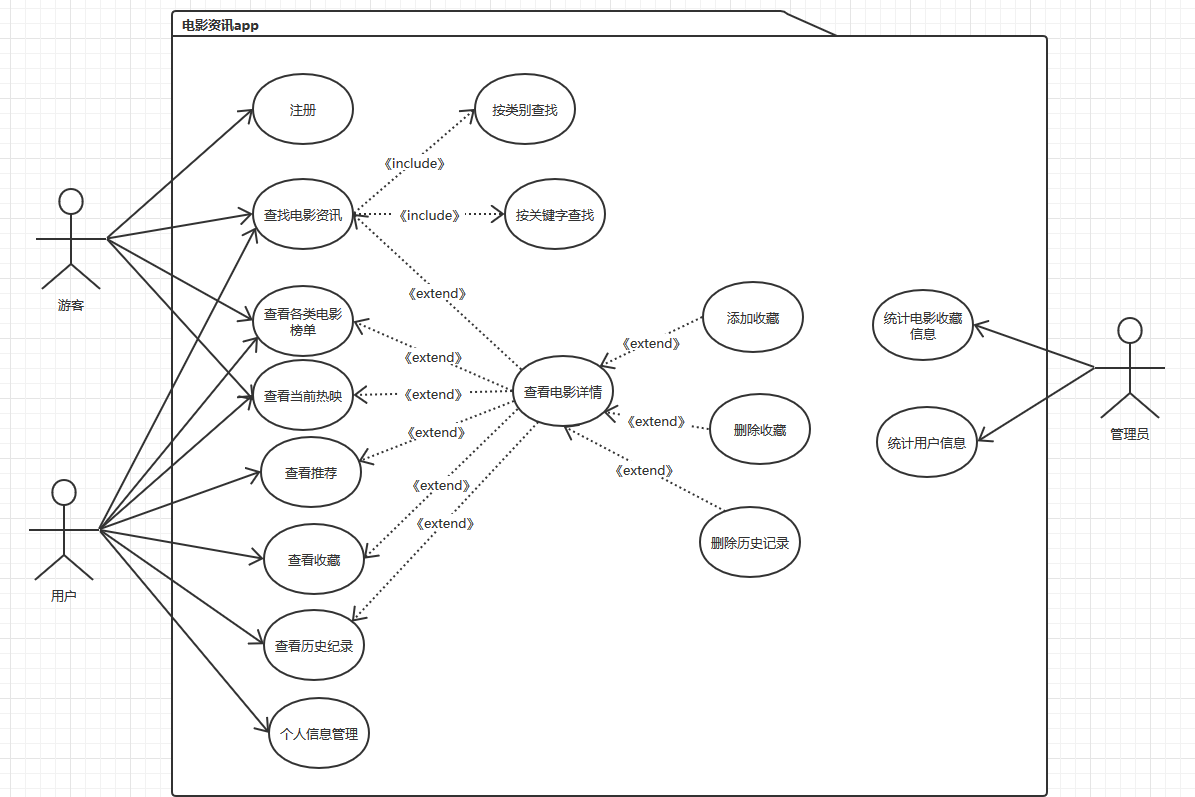 电影资讯app
注册
按类别查找
《include》
查找电影资讯
《include》
按关键字查找
游客
《extend》
查看各类电影
榜单
添加收藏
统计电影收藏
信息
《extend》
《extend》
查看当前热映
《extend》
查看电影详情
《extend》
《extend》
删除收藏
管理员
统计用户信息
查看推荐
《extend》
《extend》
《extend》
删除历史记录
查看收藏
用户
查看历史纪录
个人信息管理